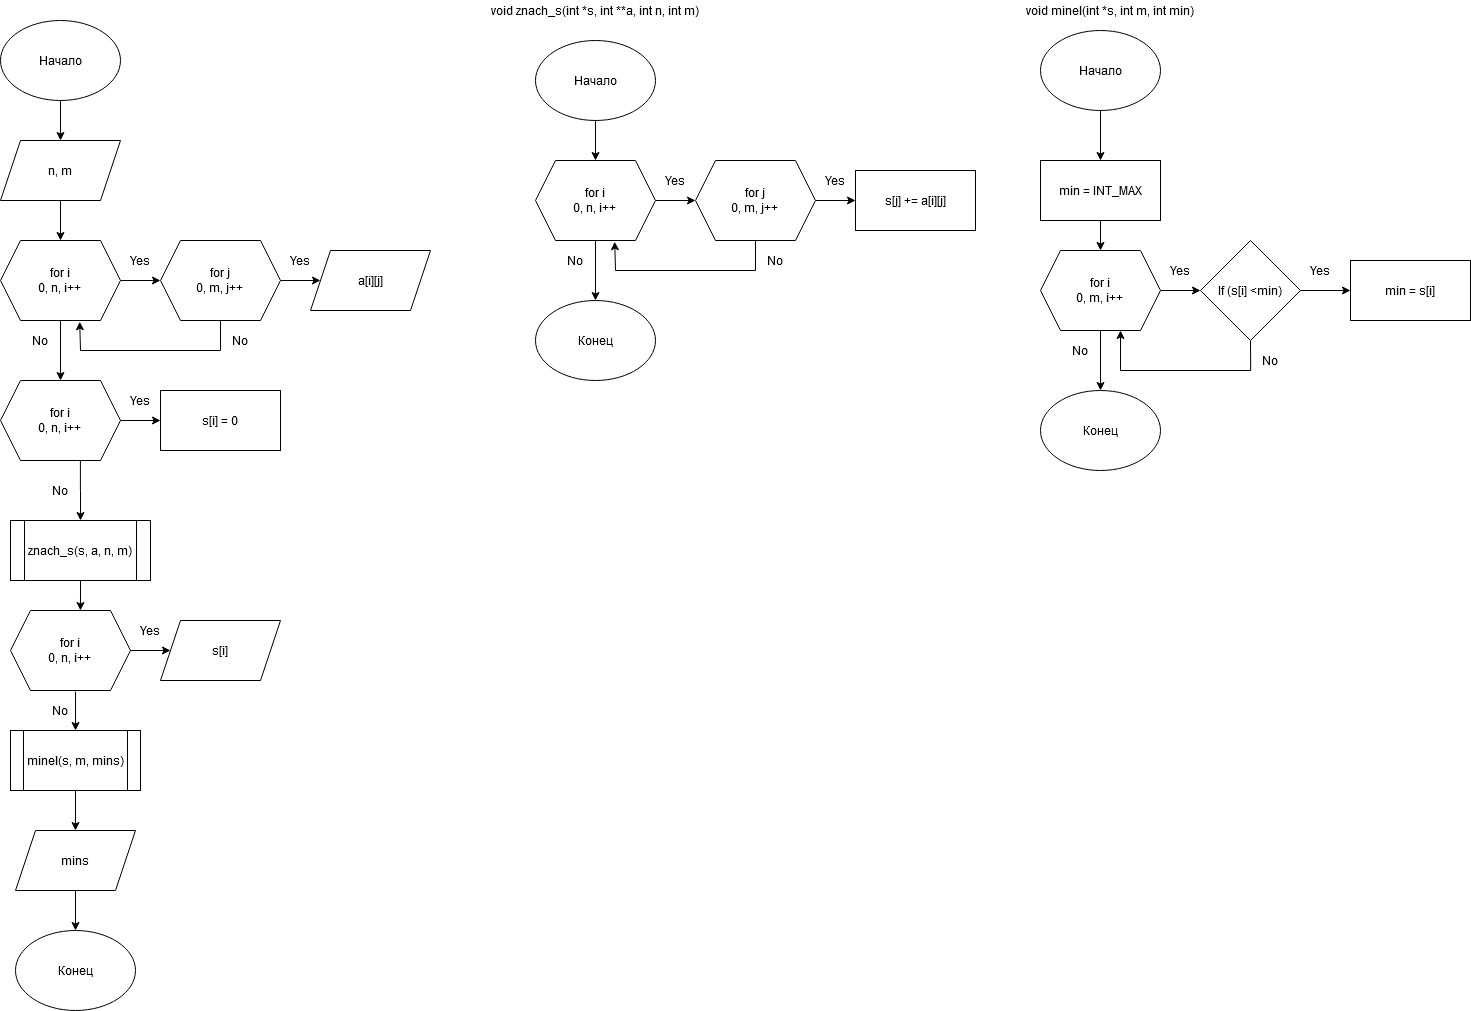 Начало
n, m
for i
0, n, i++
Yes
for j
0, m, j++
Yes
a[i][j]
No
No
for i
0, n, i++
Yes
s[i] = 0
No
znach_s(s, a, n, m)
for i
0, n, i++
Yes
s[i]
No
minel(s, m, mins)
mins
Конец
void znach_s(int *s, int **a, int n, int m)
Начало
for i
0, n, i++
Yes
for j
0, m, j++
Yes
s[j] += a[i][j]
No
No
Конец
void minel(int *s, int m, int min)
Начало
min = INT_MAX
for i
0, m, i++
Yes
If (s[i] <min)
Yes
min = s[i]
No
No
Конец